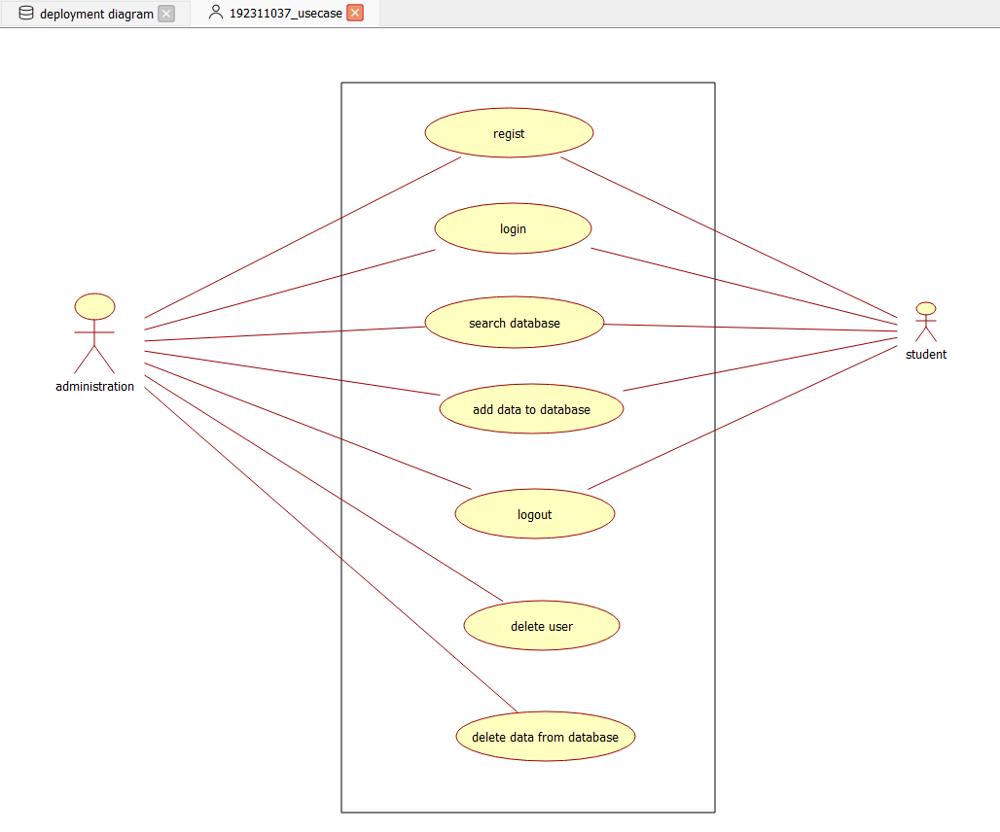 deployment diagram
192311037_usecase
regist
login
search database
administration
student
add data to database
logout
delete user
delete data from database